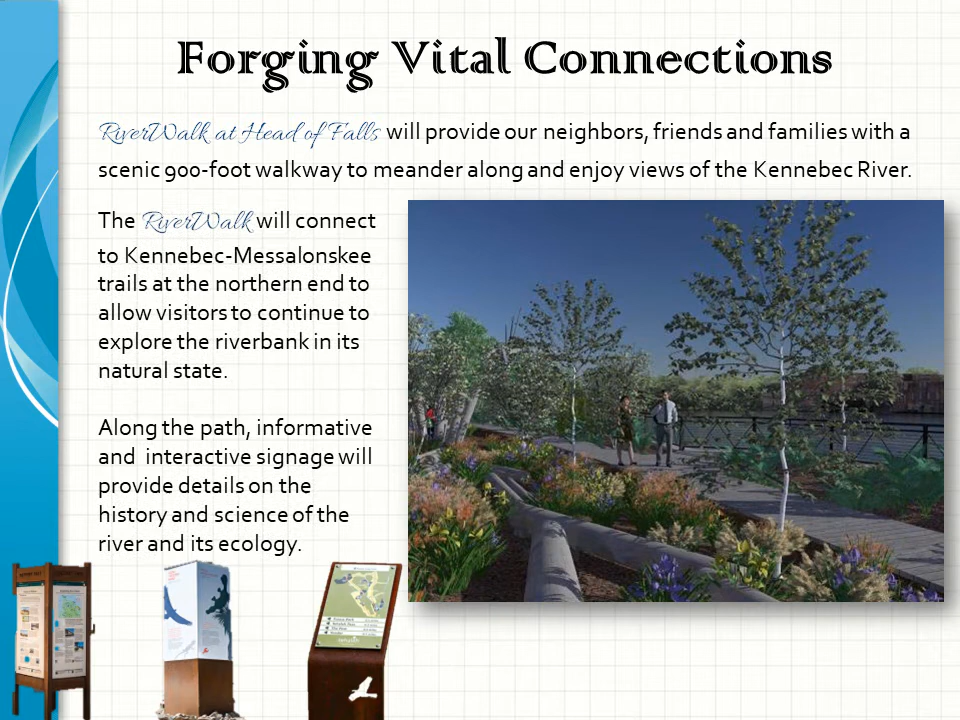 Forging Vital Connections
RiverWalk at Head of Falls will provide our neighbors, friends and families with a
scenic 900-foot walkway to meander along and enjoy views of the Kennebec River.
The RiverWalk will connect
to Kennebec-Messalonskee
trails at the northern end to
allow visitors to continue to
explore the riverbank in its
natural state.
Along the path, informative
and interactive signage will
provide details on the
history and science of the
river and its ecology.